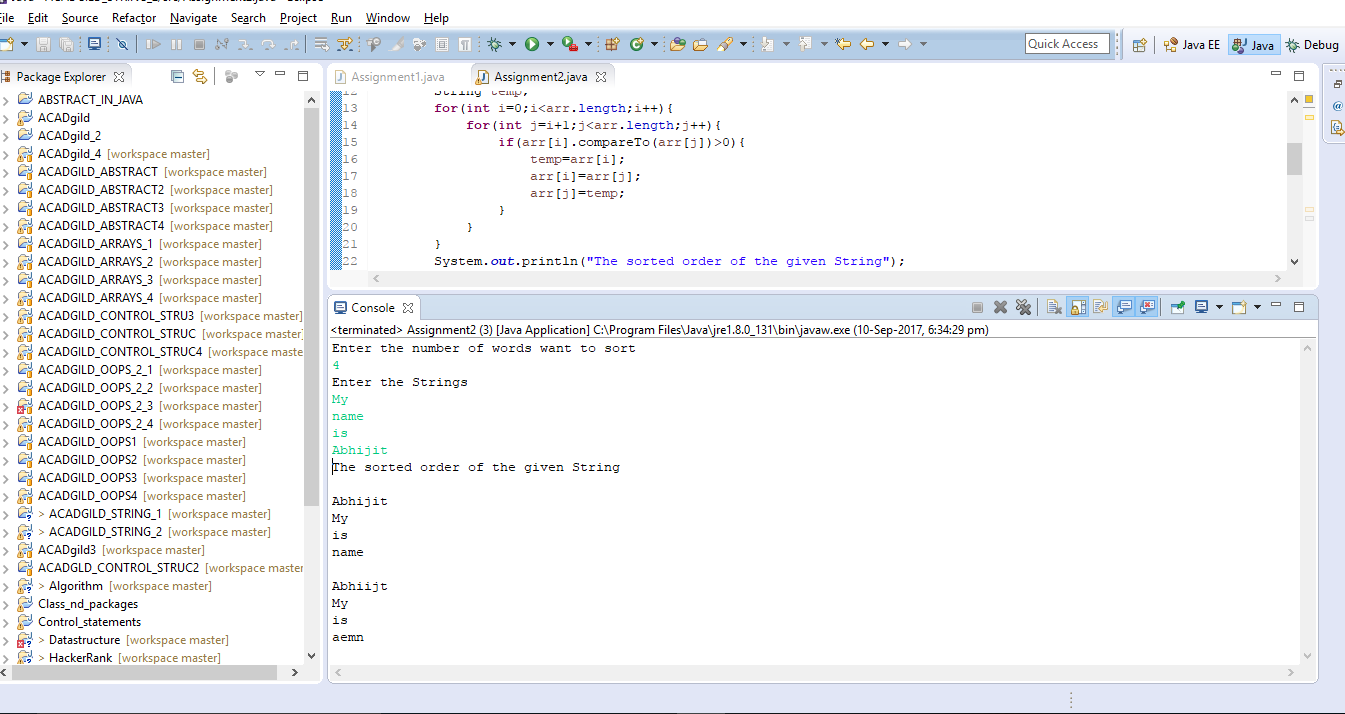 File Edit Source Refactor Navigate Search Project Run Window Help
Quick Access
Java EE
Java
Debug
Package Explorer
ABSTRACT_IN_JAVA
ACADgild
ACADgild_2
ACADgild_4 [workspace master]
ACADGILD_ABSTRACT [workspace master]
ACADGILD_ABSTRACT2 [workspace master]
ACADGILD_ABSTRACT3 [workspace master]
ACADGILD_ABSTRACT4 [workspace master]
ACADGILD_ARRAYS_1 [workspace master]
ACADGILD_ARRAYS_2 [workspace master]
ACADGILD_ARRAYS_3 [workspace master]
ACADGILD_ARRAYS_4 [workspace master]
ACADGILD_CONTROL_STRU3 [workspace master]
ACADGILD_CONTROL_STRUC [workspace master]
ACADGILD_CONTROL_STRUC4 [workspace maste
ACADGILD_OOPS_2_1 [workspace master]
ACADGILD_OOPS_2_2 [workspace master]
ACADGILD_OOPS_2_3 [workspace master]
ACADGILD_OOPS_2_4 [workspace master]
ACADGILD_OOPS1 [workspace master]
ACADGILD_OOPS2 [workspace master]
ACADGILD_OOPS3 [workspace master]
ACADGILD_OOPS4 [workspace master]
> ACADGILD_STRING_1 [workspace master]
> ACADGILD_STRING_2 [workspace master]
ACADgild3 [workspace master]
ACADGLD_CONTROL_STRUC2 [workspace master
> Algorithm [workspace master]
Class_nd_packages
Control_statements
> Datastructure [workspace master]
> HackerRank [workspace master]
Assignment1.java
Assignment2.java
12 String temp;
13 for(int i=0;i<arr.length;i++){
14 for(int j=i+1;j<arr.length;j++){
15 if(arr[i].compareTo(arr[j])>0){
16 temp=arr[i];
17 arr[i]=arr[j];
18 arr[j]=temp;
19 }
20 }
21 }
22 System.out.println("The sorted order of the given String");
Console
<terminated> Assignment2 (3) [Java Application] C:\Program Files\Java\jre1.8.0_131\bin\javaw.exe (10-Sep-2017, 6:34:29 pm)
Enter the number of words want to sort
4
Enter the Strings
My
name
is
Abhijit
The sorted order of the given String
Abhijit
My
is
name
Abhiijt
My
is
aemn